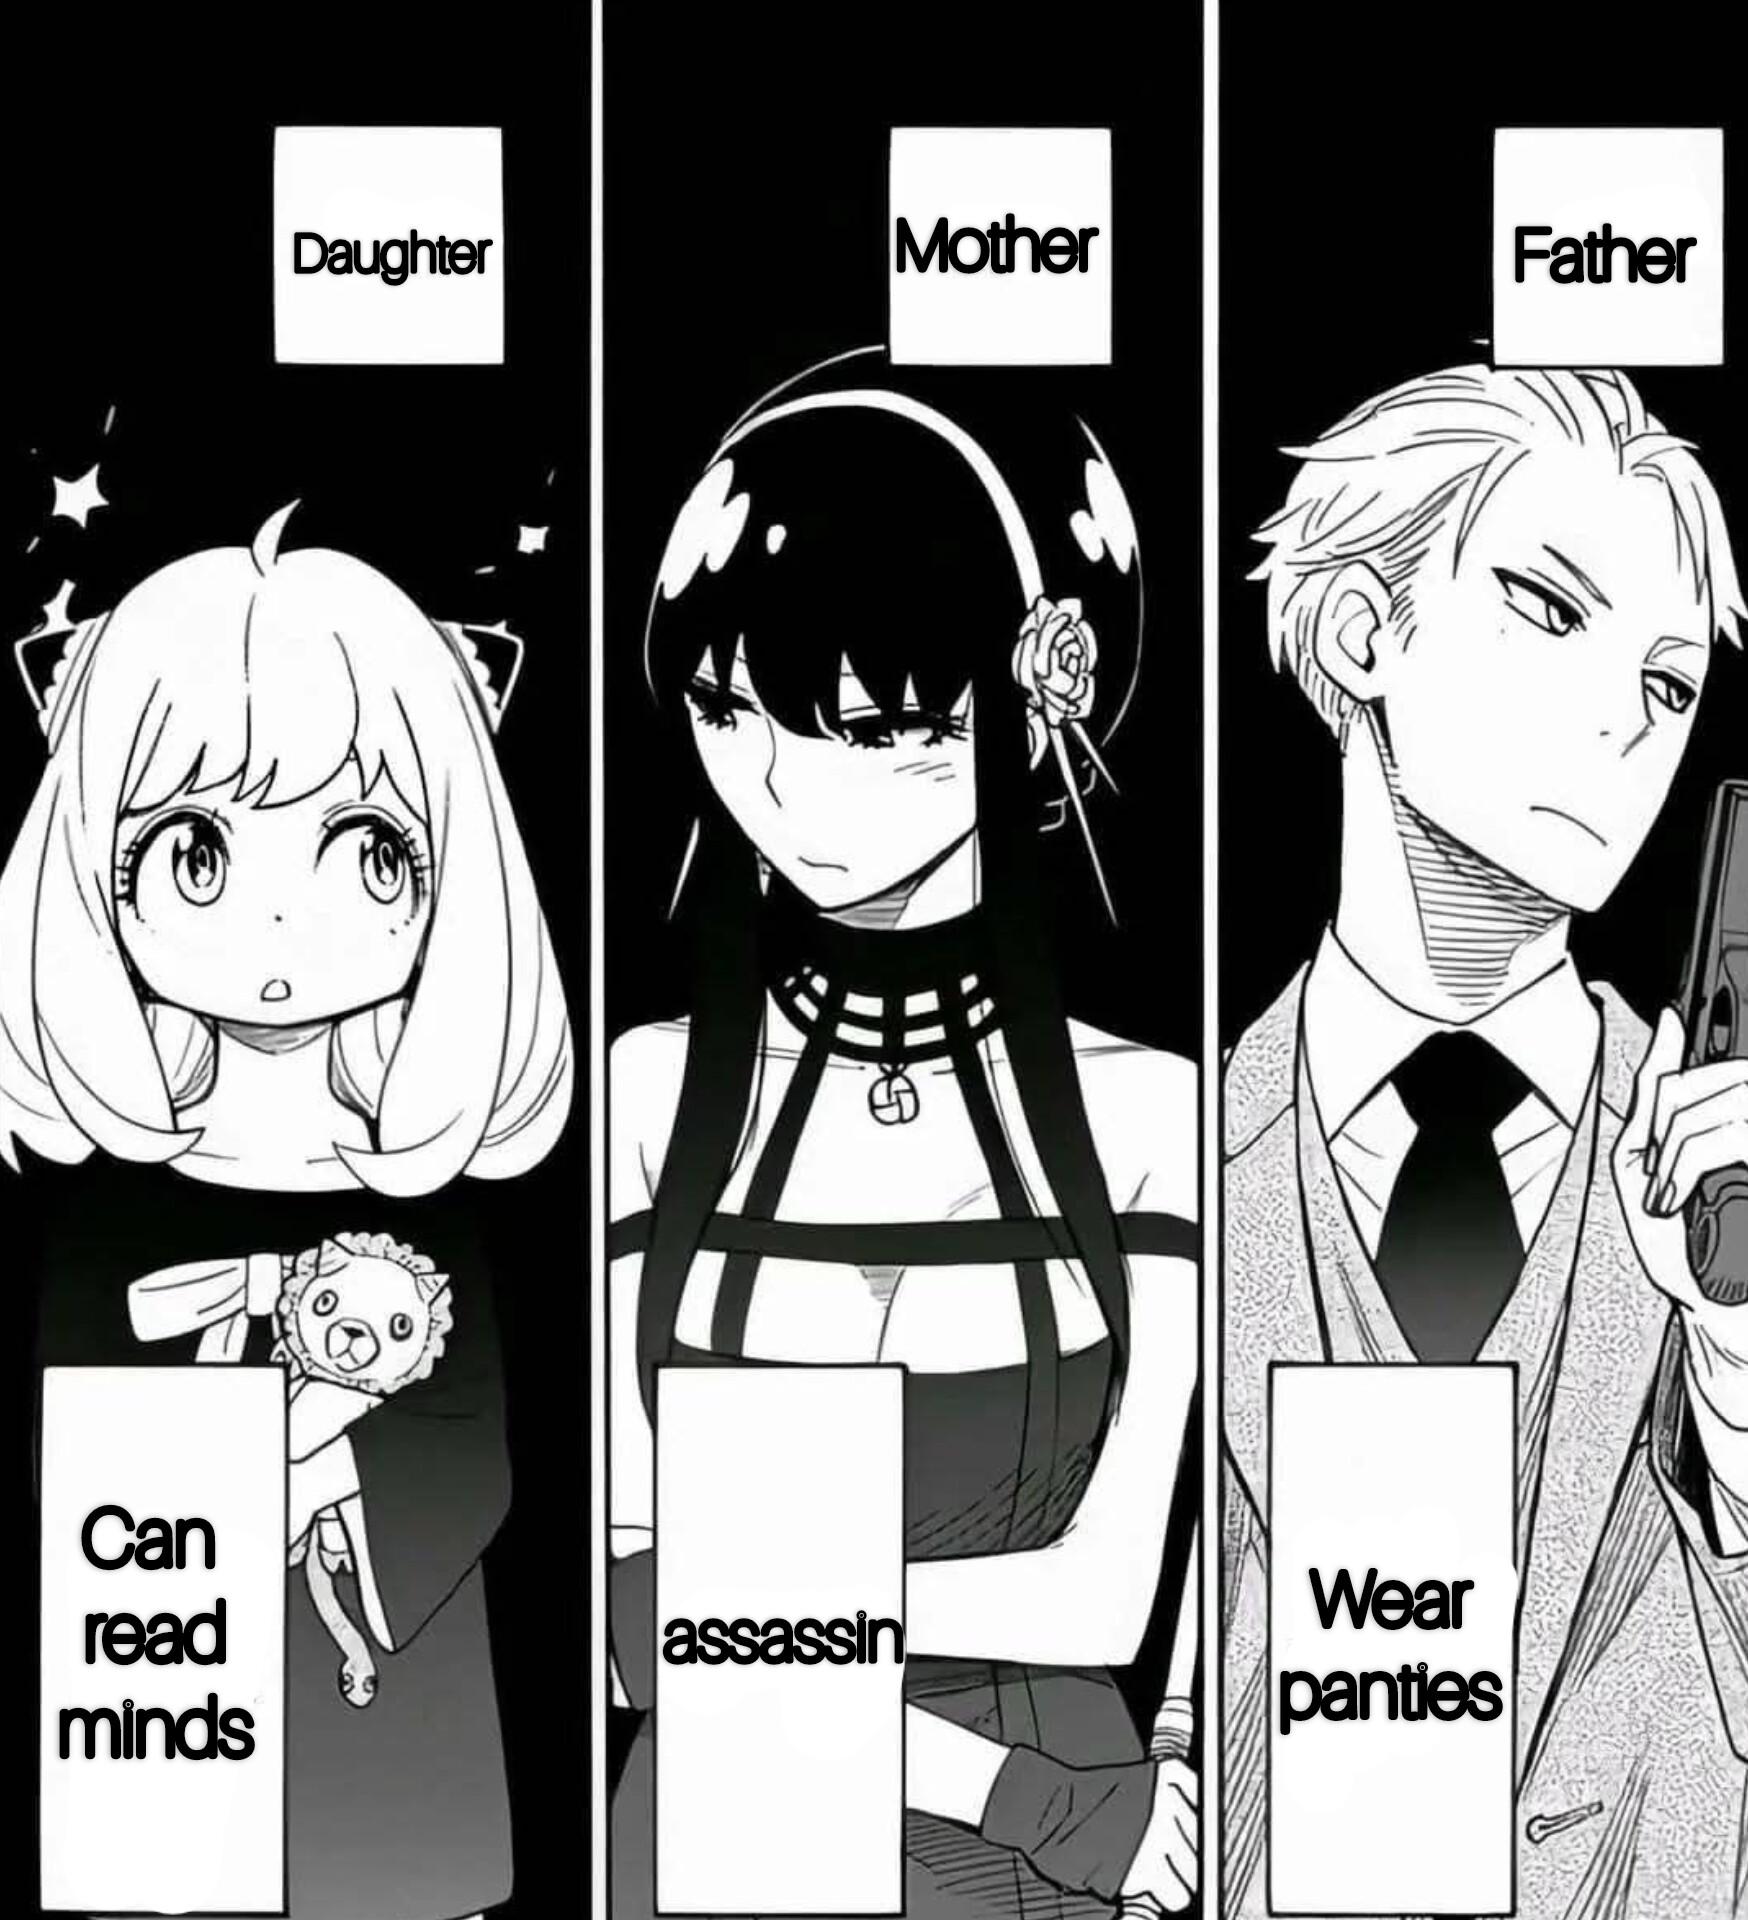 Daughter
Mother
Father
Can
read
minds
assassin
Wear
panties